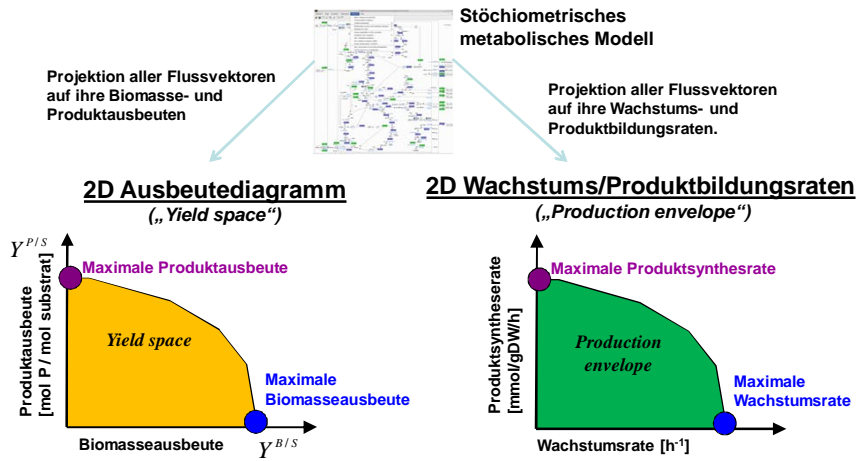 Stöchiometrisches
metabolisches Modell
Projektion aller Flussvektoren
auf ihre Biomasse- und
Produktausbeuten
Projektion aller Flussvektoren
auf ihre Wachstums- und
Produktbildungsraten.
2D Ausbeutediagramm
(„Yield space“)
Y^{P/S}
Maximale Produktausbeute
Produktausbeute
[mol P/ mol substrat]
Yield space
Maximale
Biomasseausbeute
Biomasseausbeute
Y^{B/S}
2D Wachstums/Produktbildungsraten
(„Production envelope“)
Maximale Produktsynthesrate
Produktsyntheserate
[mmol/gDW/h]
Production
envelope
Maximale
Wachstumsrate
Wachstumsrate [h⁻¹]